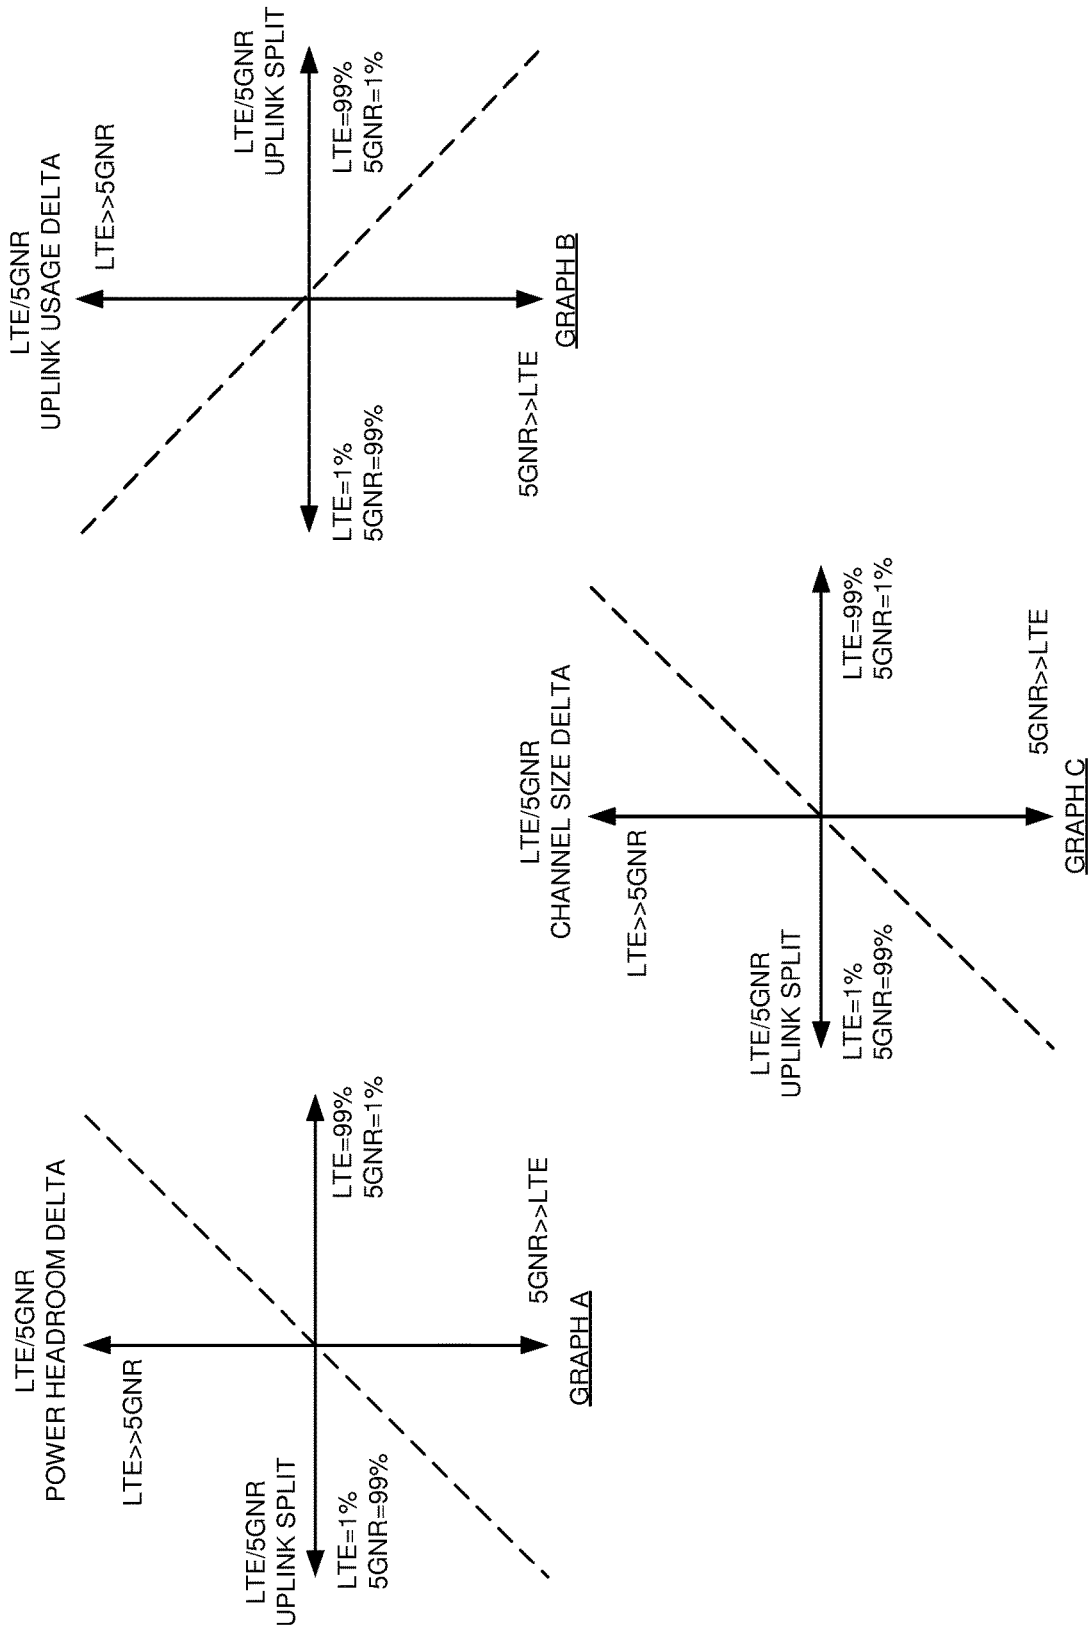 LTE/5GNR
POWER HEADROOM DELTA
LTE>>5GNR
LTE/5GNR
UPLINK SPLIT
LTE=1%
5GNR=99%
LTE=99%
5GNR=1%
5GNR>>LTE
GRAPH A
LTE/5GNR
UPLINK USAGE DELTA
LTE>>5GNR
LTE/5GNR
UPLINK SPLIT
LTE=1%
5GNR=99%
LTE=99%
5GNR=1%
5GNR>>LTE
GRAPH B
LTE/5GNR
CHANNEL SIZE DELTA
LTE>>5GNR
LTE/5GNR
UPLINK SPLIT
LTE=1%
5GNR=99%
LTE=99%
5GNR=1%
5GNR>>LTE
GRAPH C